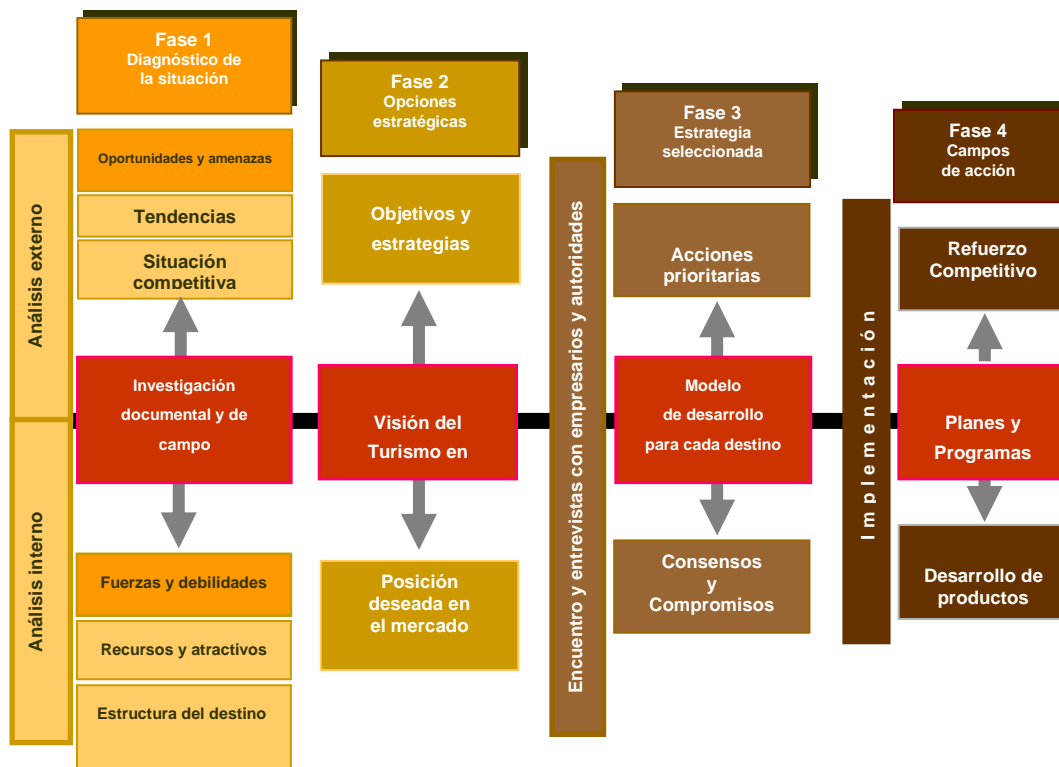 Fase 1
Diagnóstico de
la situación
Fase 2
Opciones
estratégicas
Fase 3
Estrategia
seleccionada
Fase 4
Campos
de acción
Análisis externo
Oportunidades y amenazas
Tendencias
Situación
competitiva
Objetivos y
estrategias
Encuentro y entrevistas con empresarios y autoridades
Acciones
prioritarias
Implementación
Refuerzo
Competitivo
Investigación
documental y de
campo
Visión del
Turismo en
Modelo
de desarrollo
para cada destino
Planes y
Programas
Análisis interno
Fuerzas y debilidades
Recursos y atractivos
Estructura del destino
Posición
deseada en
el mercado
Consensos
y
Compromisos
Desarrollo de
productos